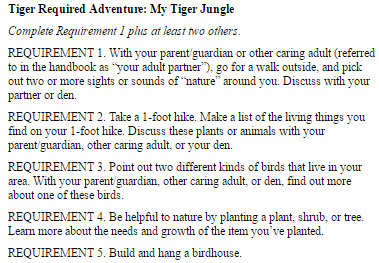 Tiger Required Adventure: My Tiger Jungle
Complete Requirement 1 plus at least two others.
REQUIREMENT 1. With your parent/guardian or other caring adult (referred
to in the handbook as “your adult partner”), go for a walk outside, and pick
out two or more sights or sounds of “nature” around you. Discuss with your
partner or den.
REQUIREMENT 2. Take a 1-foot hike. Make a list of the living things you
find on your 1-foot hike. Discuss these plants or animals with your
parent/guardian, other caring adult, or your den.
REQUIREMENT 3. Point out two different kinds of birds that live in your
area. With your parent/guardian, other caring adult, or den, find out more
about one of these birds.
REQUIREMENT 4. Be helpful to nature by planting a plant, shrub, or tree.
Learn more about the needs and growth of the item you’ve planted.
REQUIREMENT 5. Build and hang a birdhouse.